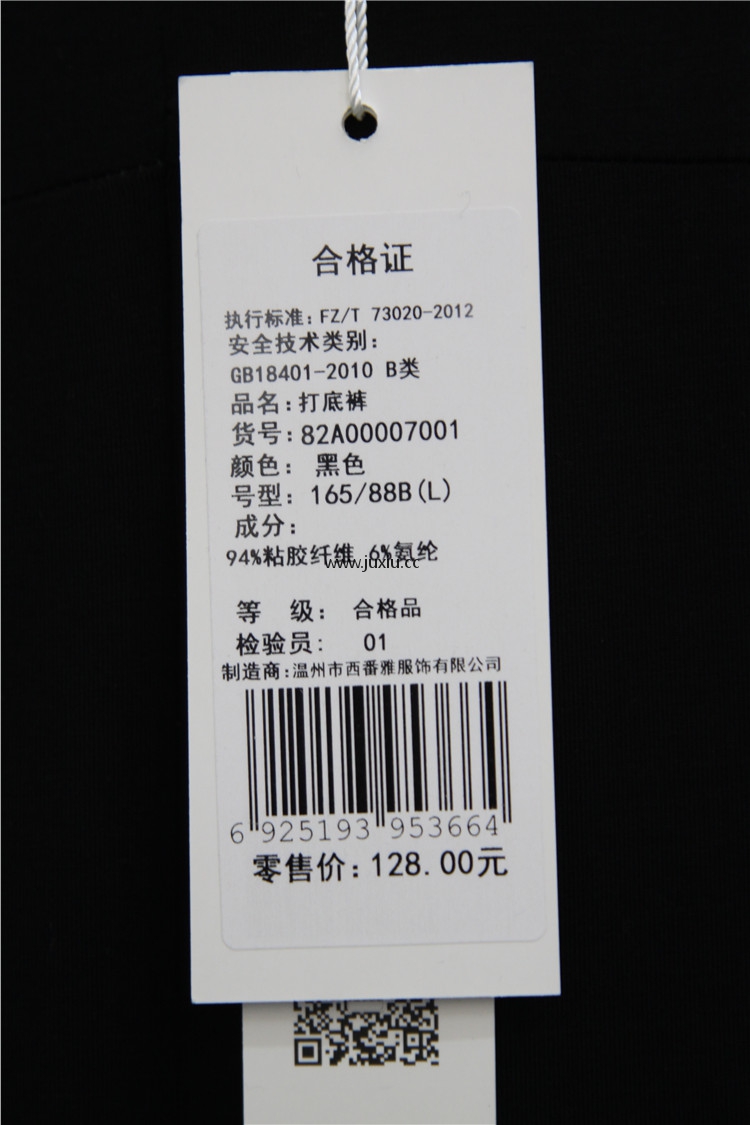 合格证
执行标准: FZ/T 73020-2012
安全技术类别:
GB18401-2010 B类
品名: 打底裤
货号: 82A00007001
颜色: 黑色
号型: 165/88B(L)
成分:
94%粘胶纤维 6%氨纶
www.juxiu.cc
等 级: 合格品
检验员: 01
制造商:温州市西番雅服饰有限公司
6 925193 953664
零售价: 128.00元